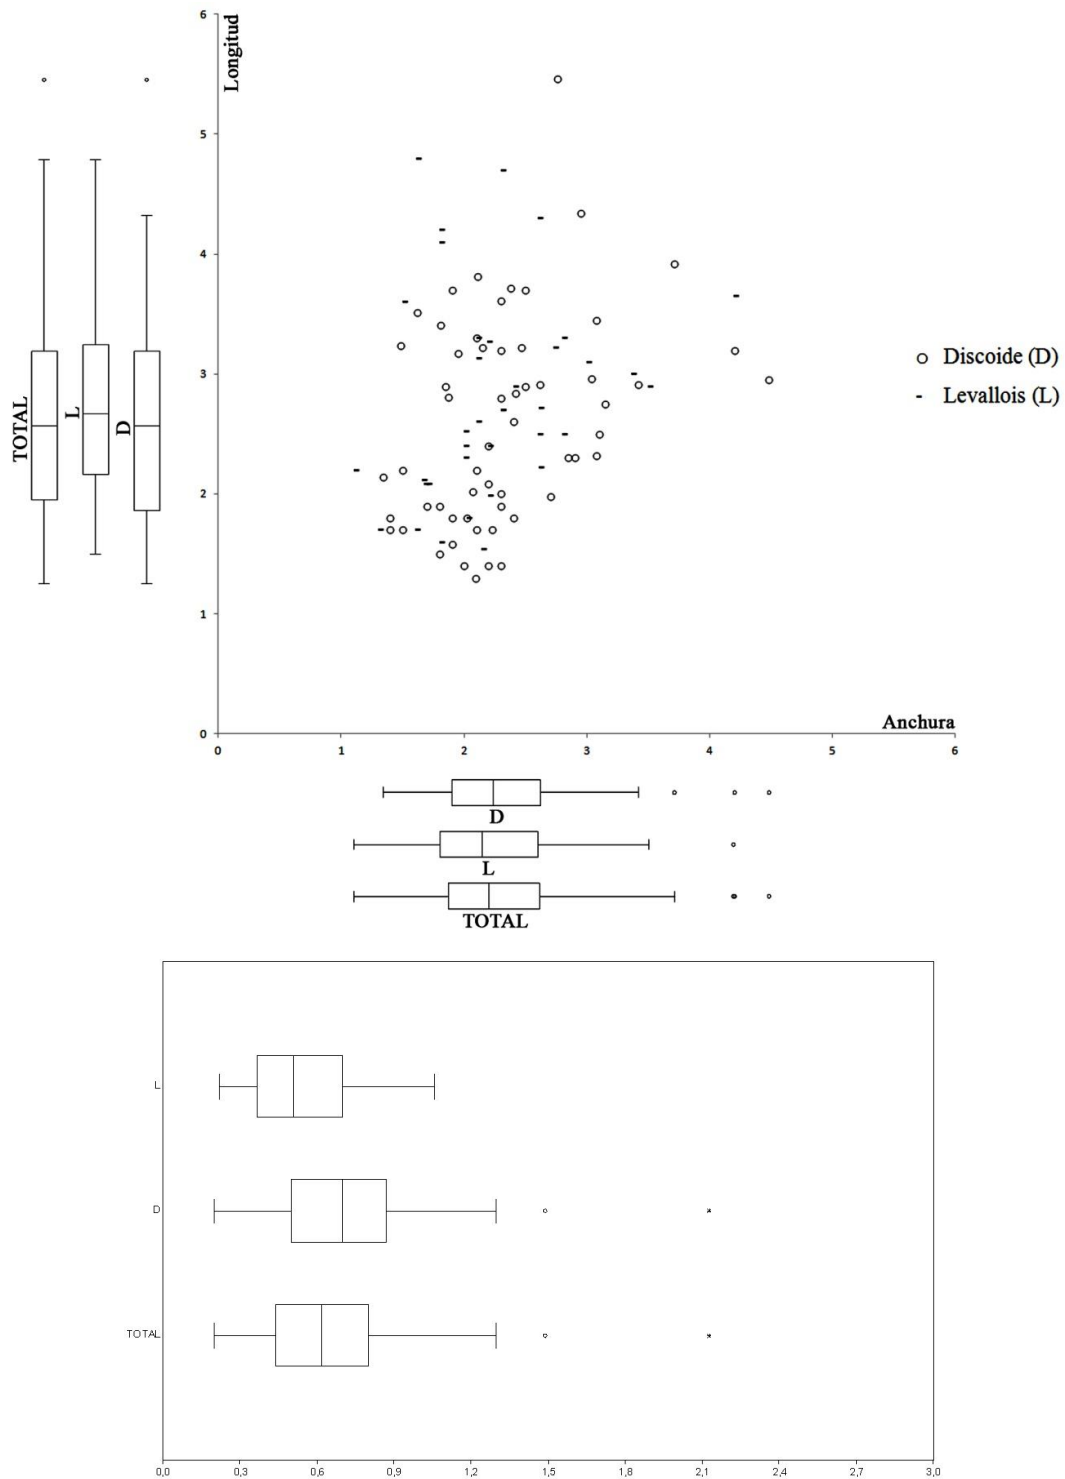 6
Longitud
5
4
3
2
1
0
TOTAL
L
D
Discoide (D)
Levallois (L)
Anchura
0 1 2 3 4 5 6
D
L
TOTAL
L
D
TOTAL
0,0 0,3 0,6 0,9 1,2 1,5 1,8 2,1 2,4 2,7 3,0